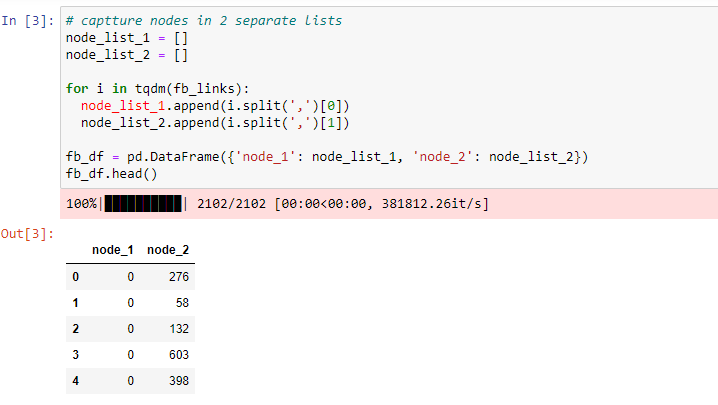 In [3]: # captture nodes in 2 separate lists
node_list_1 = []
node_list_2 = []
for i in tqdm(fb_links):
  node_list_1.append(i.split(',')[0])
  node_list_2.append(i.split(',')[1])
fb_df = pd.DataFrame({'node_1': node_list_1, 'node_2': node_list_2})
fb_df.head()
100%|██████████| 2102/2102 [00:00<00:00, 381812.26it/s]
Out[3]:
node_1 node_2
0 0 276
1 0 58
2 0 132
3 0 603
4 0 398